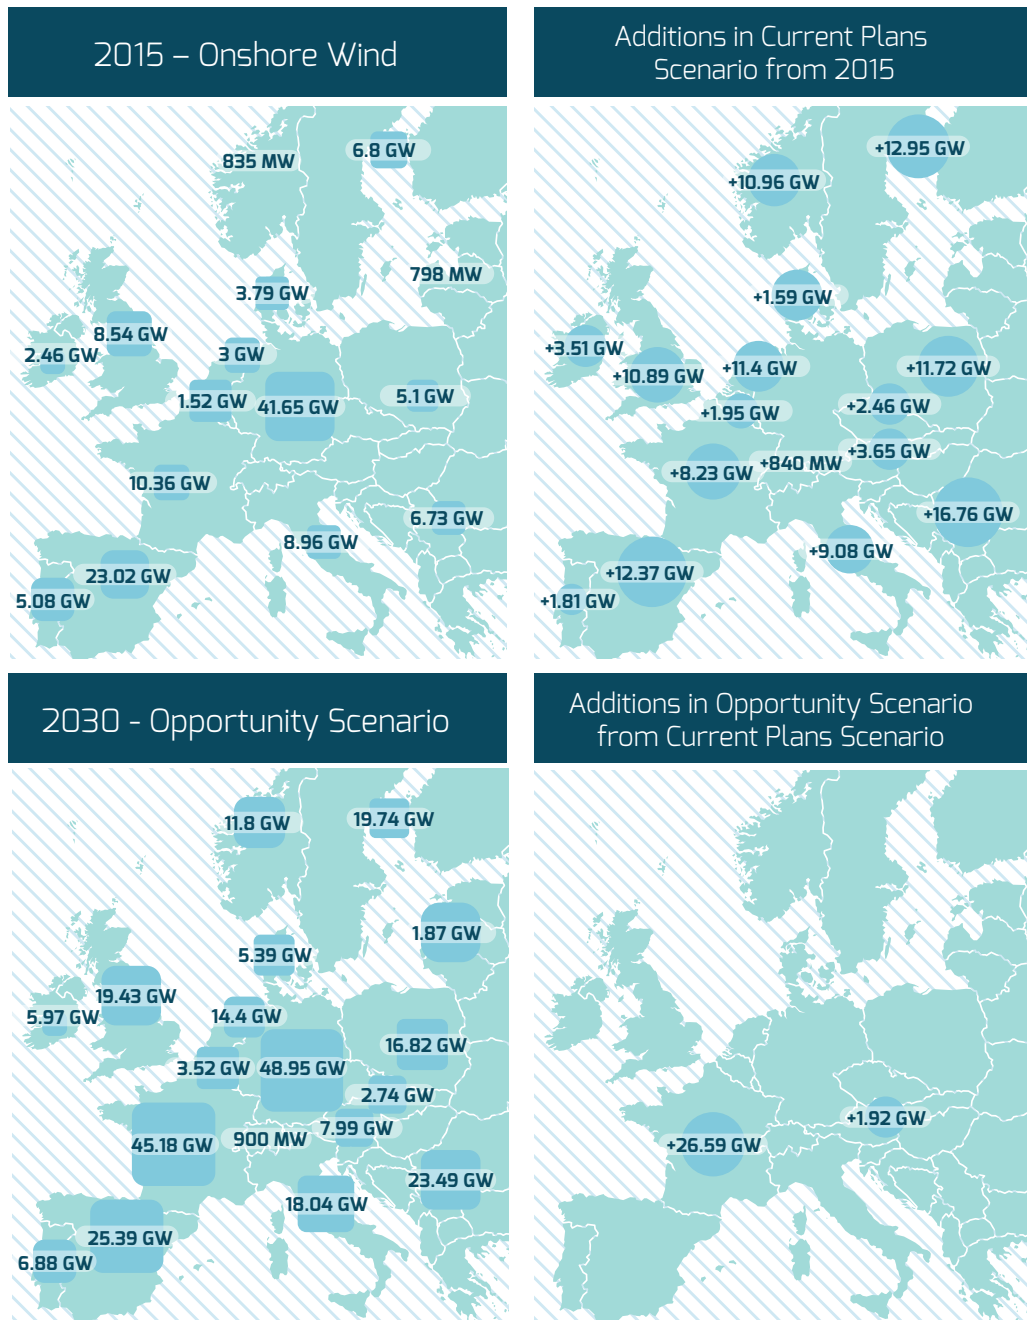 2015 – Onshore Wind
835 MW
6.8 GW
798 MW
3.79 GW
8.54 GW
2.46 GW
3 GW
1.52 GW
41.65 GW
5.1 GW
10.36 GW
6.73 GW
8.96 GW
23.02 GW
5.08 GW
Additions in Current Plans
Scenario from 2015
+12.95 GW
+10.96 GW
+1.59 GW
+3.51 GW
+10.89 GW
+11.4 GW
+11.72 GW
+1.95 GW
+2.46 GW
+3.65 GW
+840 MW
+8.23 GW
+16.76 GW
+9.08 GW
+12.37 GW
+1.81 GW
2030 - Opportunity Scenario
11.8 GW
19.74 GW
1.87 GW
5.39 GW
19.43 GW
5.97 GW
14.4 GW
16.82 GW
3.52 GW
48.95 GW
2.74 GW
7.99 GW
900 MW
45.18 GW
23.49 GW
18.04 GW
25.39 GW
6.88 GW
Additions in Opportunity Scenario
from Current Plans Scenario
+1.92 GW
+26.59 GW